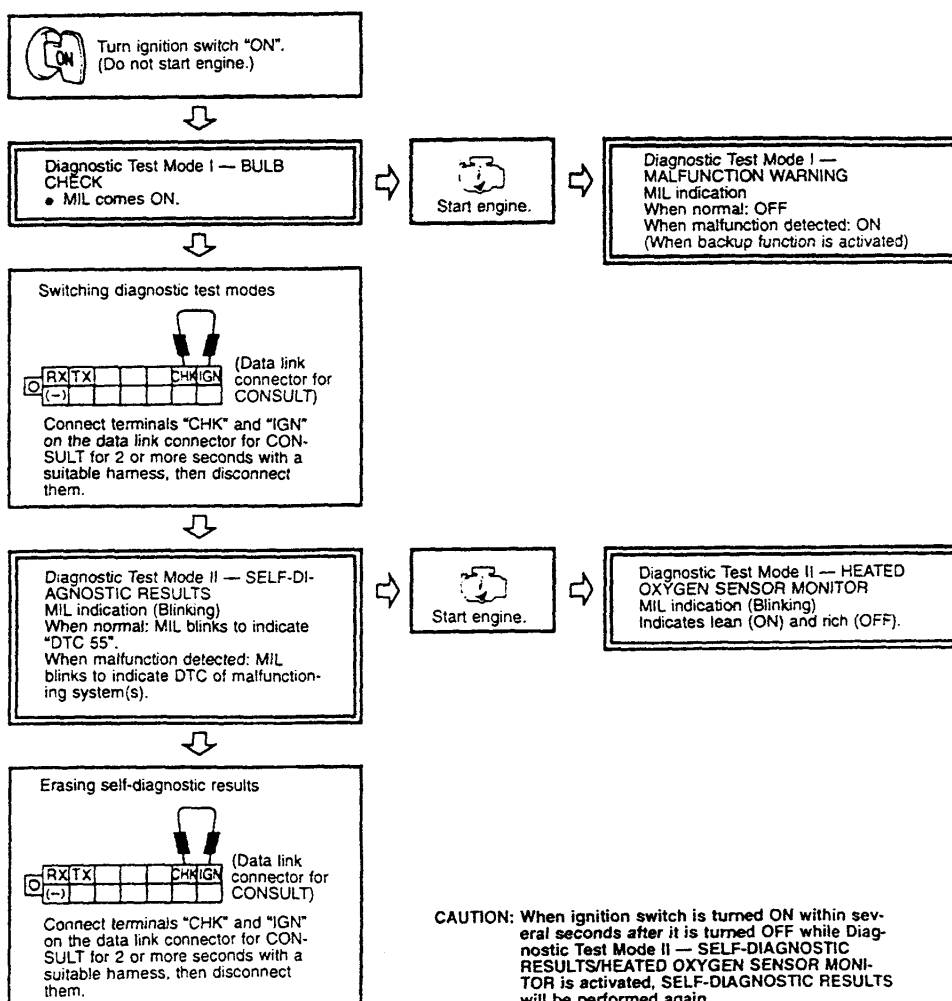 ON
Turn ignition switch "ON".
(Do not start engine.)
Diagnostic Test Mode I — BULB
CHECK
• MIL comes ON.
Start engine.
Diagnostic Test Mode I —
MALFUNCTION WARNING
MIL indication
When normal: OFF
When malfunction detected: ON
(When backup function is activated)
Switching diagnostic test modes
RX TX CHK IGN
(-)
(Data link
connector for
CONSULT)
Connect terminals "CHK" and "IGN"
on the data link connector for CON-
SULT for 2 or more seconds with a
suitable harness, then disconnect
them.
Diagnostic Test Mode II — SELF-DI-
AGNOSTIC RESULTS
MIL indication (Blinking)
When normal: MIL blinks to indicate
"DTC 55".
When malfunction detected: MIL
blinks to indicate DTC of malfunction-
ing system(s).
Start engine.
Diagnostic Test Mode II — HEATED
OXYGEN SENSOR MONITOR
MIL indication (Blinking)
Indicates lean (ON) and rich (OFF).
Erasing self-diagnostic results
RX TX CHK IGN
(-)
(Data link
connector for
CONSULT)
Connect terminals "CHK" and "IGN"
on the data link connector for CON-
SULT for 2 or more seconds with a
suitable harness, then disconnect
them.
CAUTION: When ignition switch is turned ON within sev-
eral seconds after it is turned OFF while Diag-
nostic Test Mode II — SELF-DIAGNOSTIC
RESULTS/HEATED OXYGEN SENSOR MONI-
TOR is activated, SELF-DIAGNOSTIC RESULTS
will be performed again.